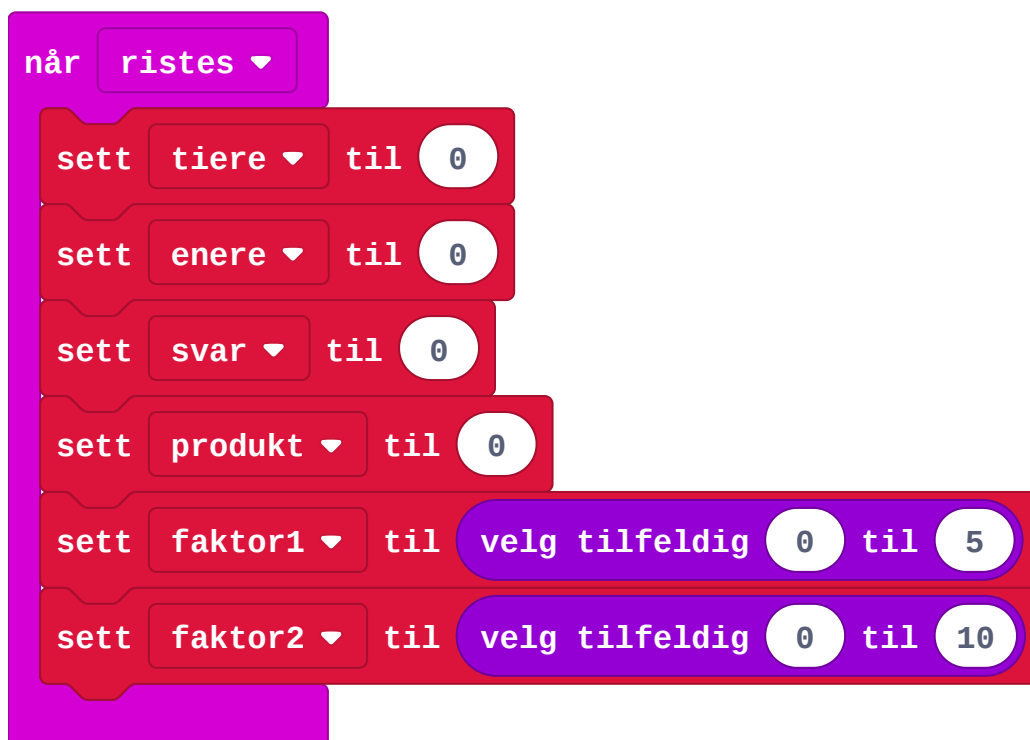 når ristes
sett tiere til 0
sett enere til 0
sett svar til 0
sett produkt til 0
sett faktor1 til velg tilfeldig 0 til 5
sett faktor2 til velg tilfeldig 0 til 10